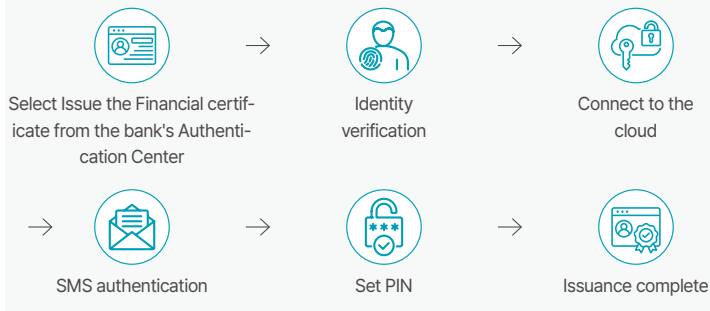 Select Issue the Financial certif-
icate from the bank's Authenti-
cation Center
Identity
verification
Connect to the
cloud
SMS authentication
***
Set PIN
Issuance complete